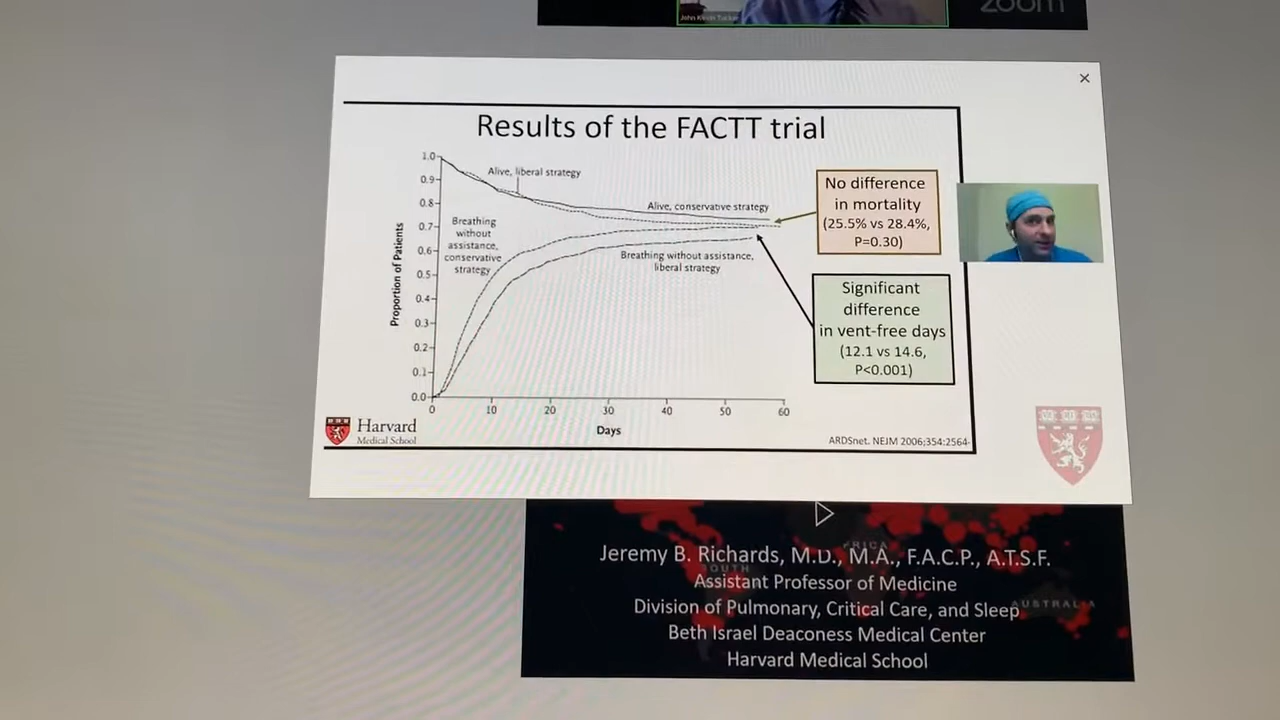 John Kevin Tucker
zoom
Results of the FACTT trial
1.0
0.9
0.8
0.7
0.6
0.5
0.4
0.3
0.2
0.1
0.0
Proportion of Patients
Alive, liberal strategy
Alive, conservative strategy
Breathing
without
assistance,
conservative
strategy
Breathing without assistance,
liberal strategy
0 10 20 30 40 50 60
Days
No difference
in mortality
(25.5% vs 28.4%,
P=0.30)
Significant
difference
in vent-free days
(12.1 vs 14.6,
P<0.001)
Harvard
Medical School
ARDSnet. NEJM 2006;354:2564-
AFRICA
Jeremy B. Richards, M.D., M.A., F.A.C.P., A.T.S.F.
SOUTH
Assistant Professor of Medicine
AUSTRALIA
Division of Pulmonary, Critical Care, and Sleep
Beth Israel Deaconess Medical Center
Harvard Medical School